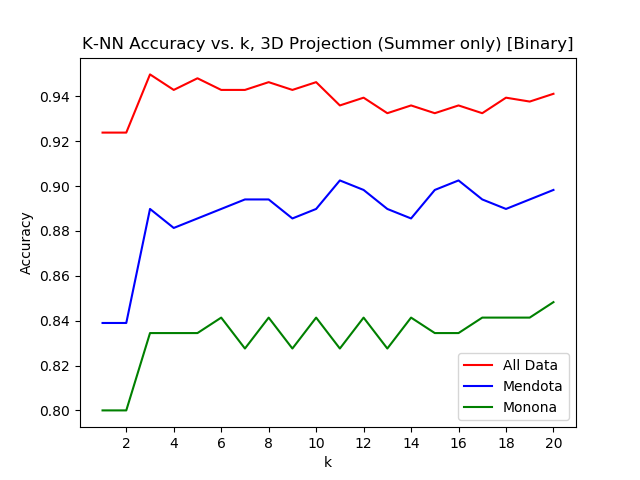 K-NN Accuracy vs. k, 3D Projection (Summer only) [Binary]
0.94
0.92
0.90
0.88
0.86
0.84
0.82
0.80
Accuracy
All Data
Mendota
Monona
2 4 6 8 10 12 14 16 18 20
k